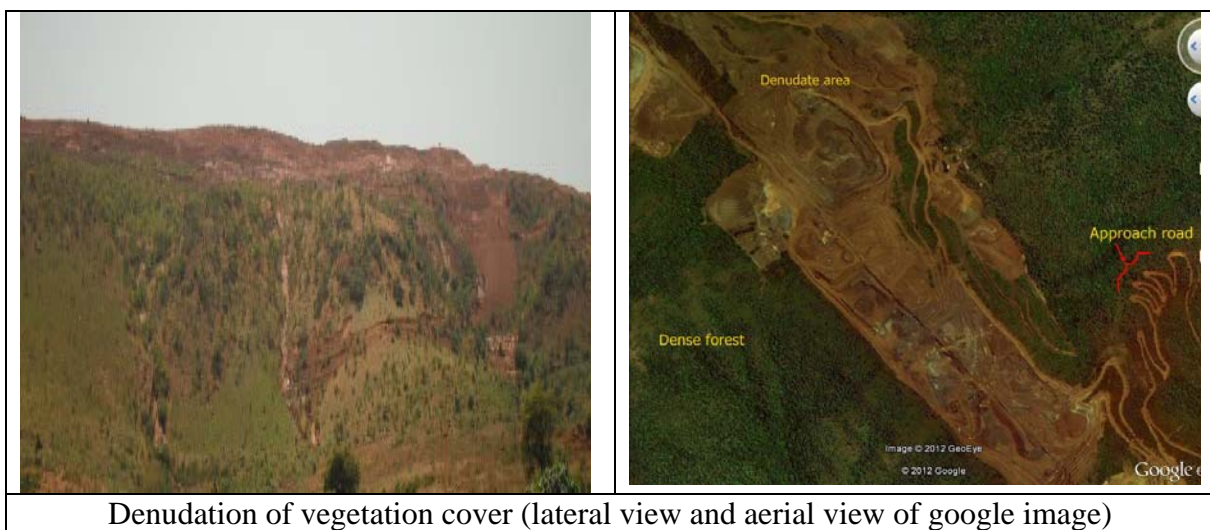 Denudate area
Approach road
Dense forest
Image © 2012 GeoEye
© 2012 Google
Google
Denudation of vegetation cover (lateral view and aerial view of google image)